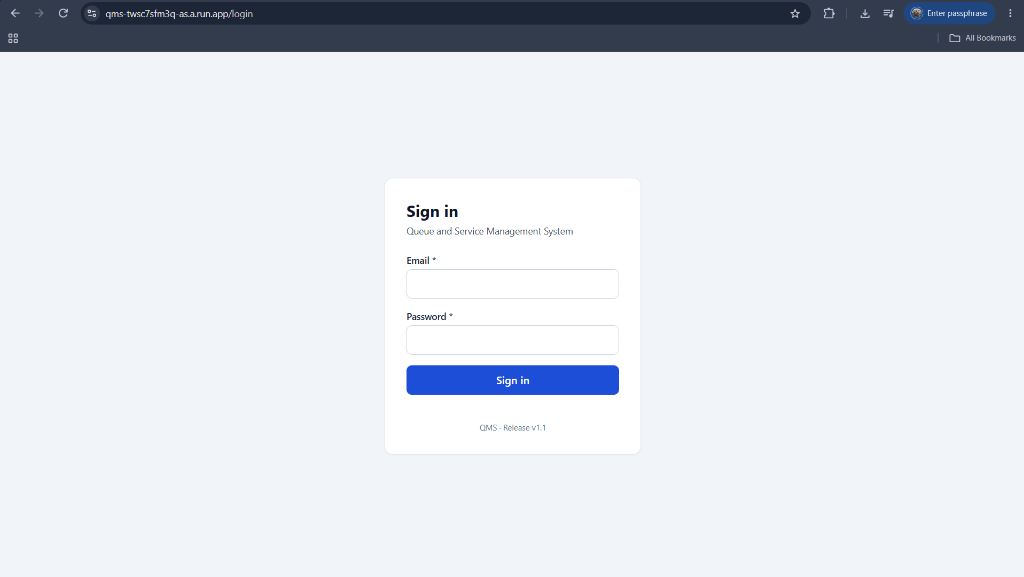 qms-twsc7sfm3q-as.a.run.app/login
Enter passphrase
All Bookmarks
Sign in
Queue and Service Management System
Email *
Password *
Sign in
QMS - Release v1.1